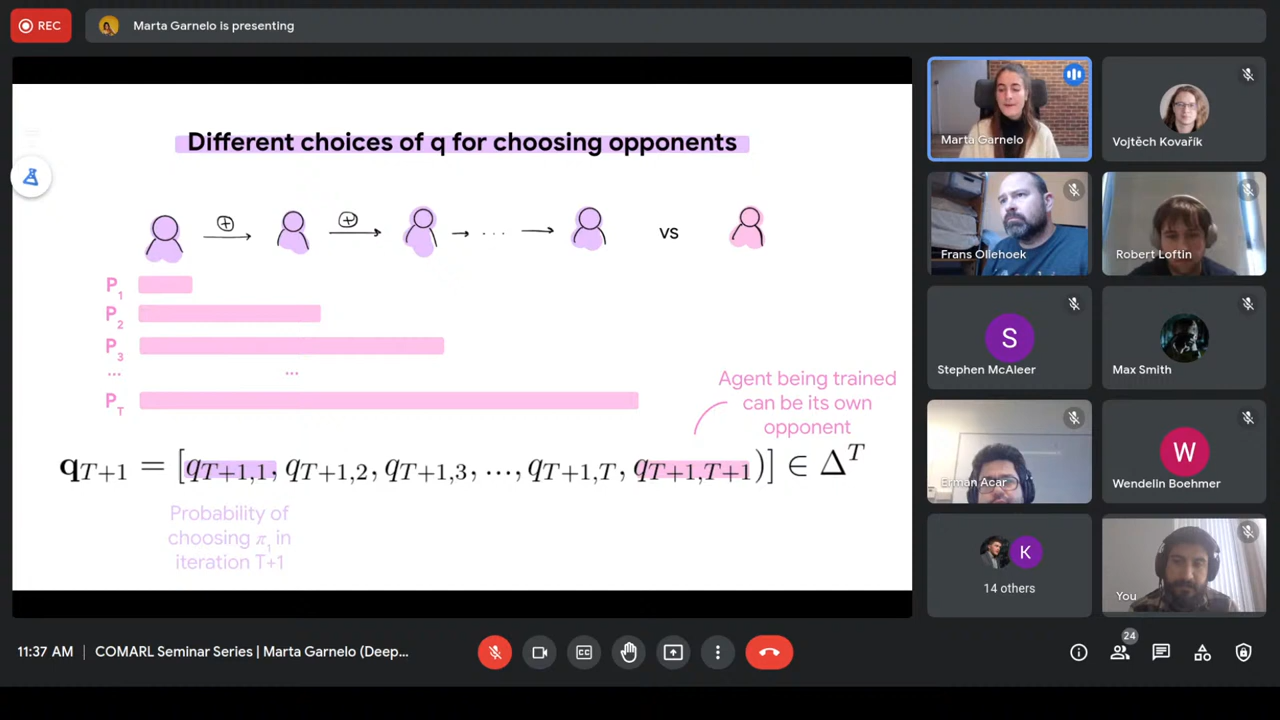 REC
Marta Garnelo is presenting
Different choices of q for choosing opponents
vs
P1
P2
P3
... ...
PT
Agent being trained
can be its own
opponent
qT+1 = [qT+1,1, qT+1,2, qT+1,3, ..., qT+1,T, qT+1,T+1)] ∈ Δ^T
Probability of
choosing π1 in
iteration T+1
Marta Garnelo
Vojtěch Kovařík
Frans Oliehoek
Robert Loftin
S
Stephen McAleer
Max Smith
Erman Acar
W
Wendelin Boehmer
K
14 others
You
11:37 AM | COMARL Seminar Series | Marta Garnelo (Deep...
24